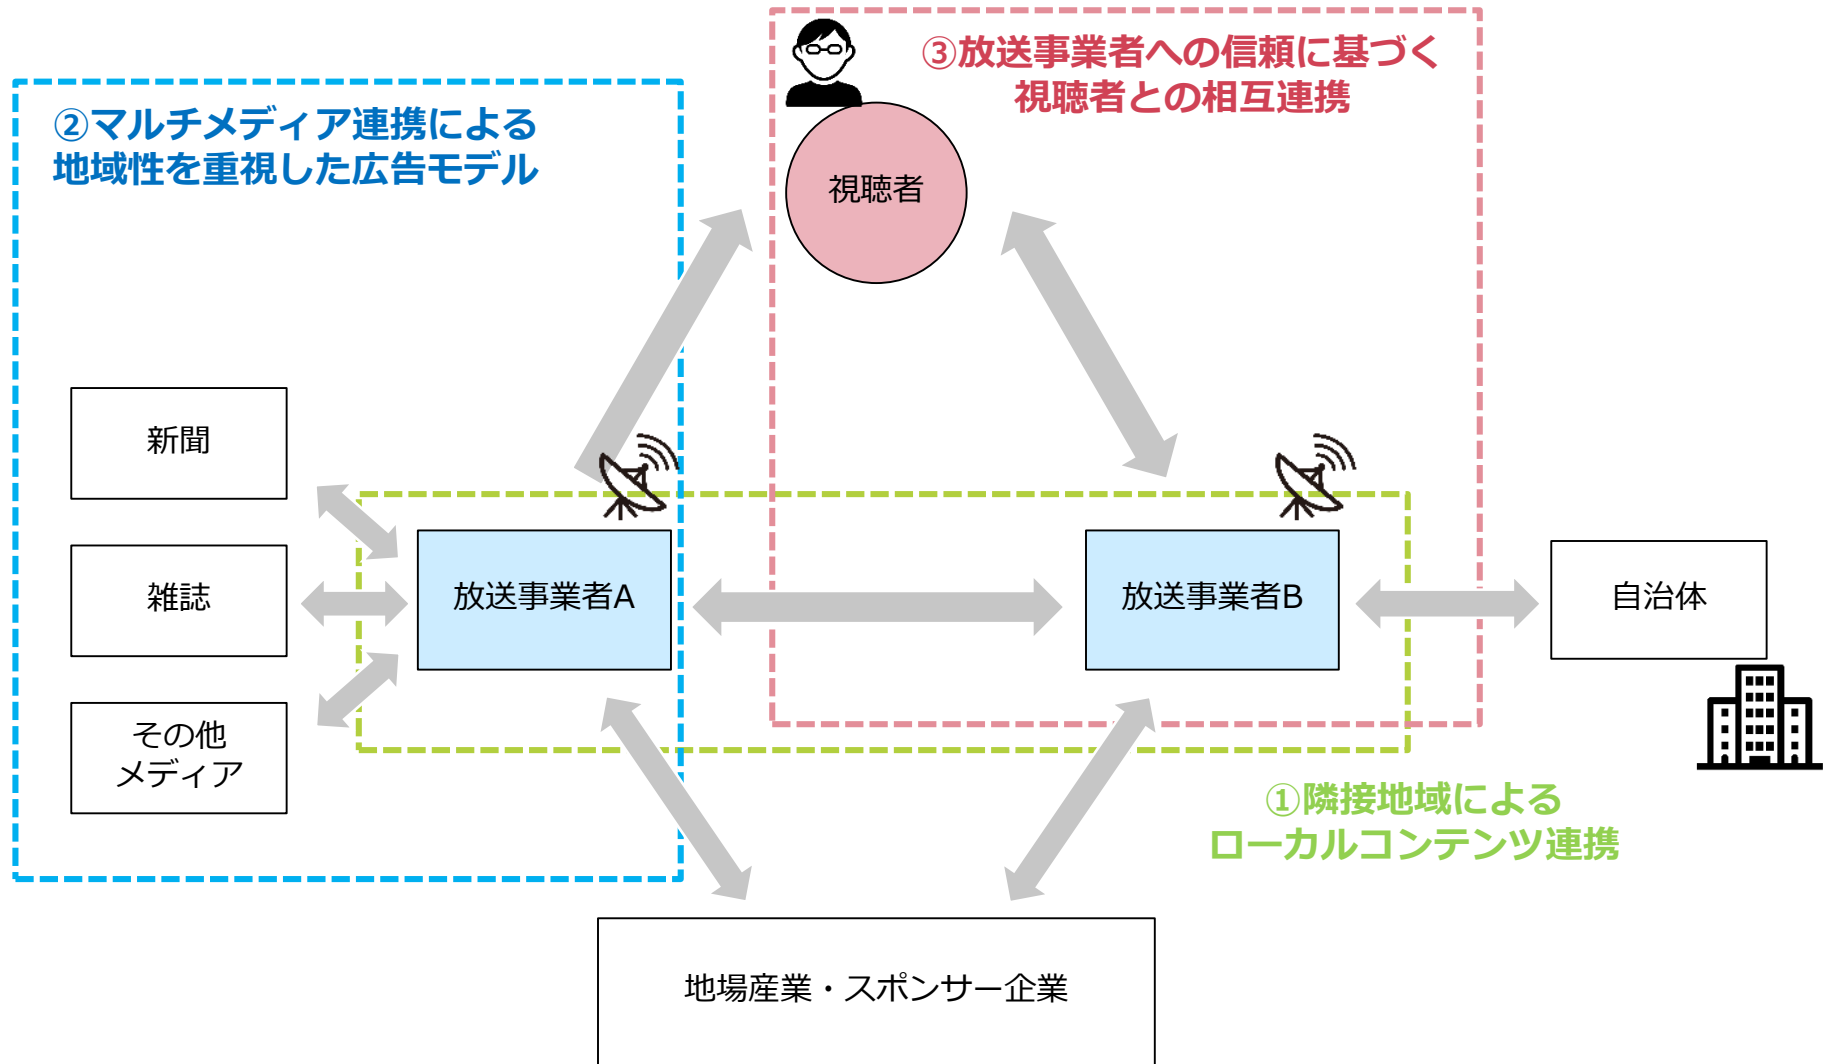 ③放送事業者への信頼に基づく
視聴者との相互連携
②マルチメディア連携による
地域性を重視した広告モデル
視聴者
新聞
雑誌
その他
メディア
放送事業者A
放送事業者B
自治体
①隣接地域による
ローカルコンテンツ連携
地場産業・スポンサー企業